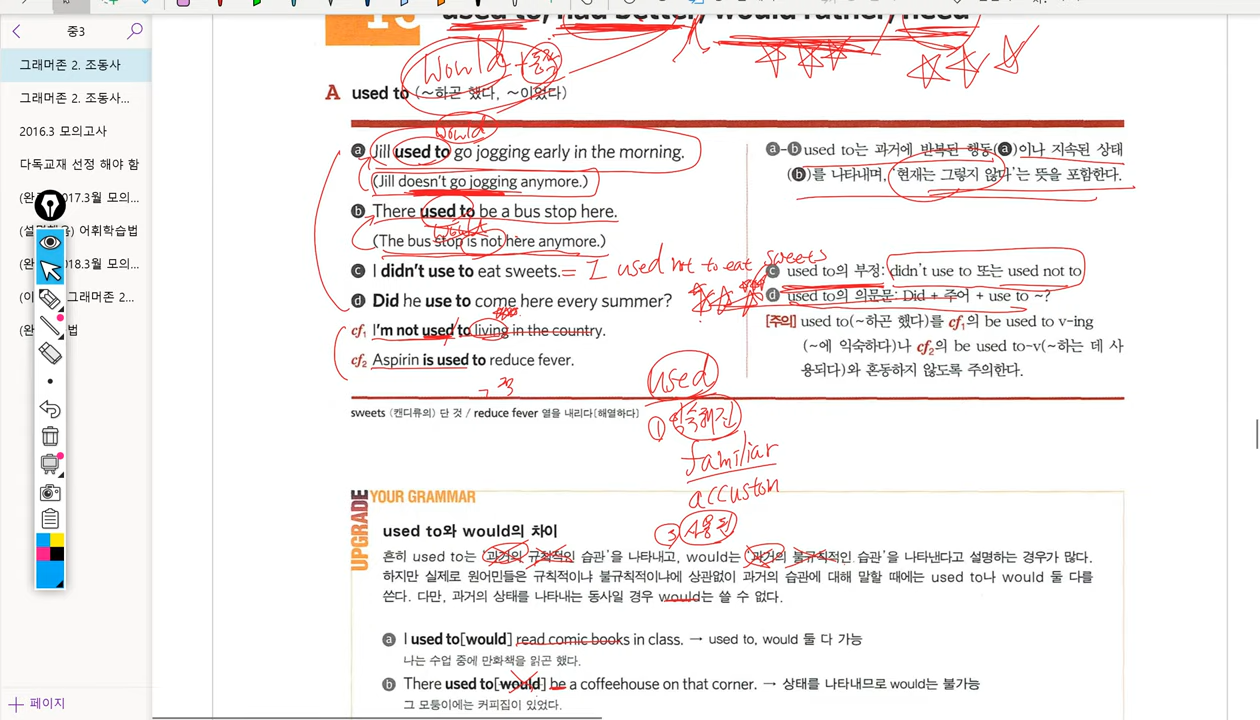 중3
그래머존 2. 조동사
그래머존 2. 조동사...
2016.3 모의고사
다독교재 선정 해야 함
2017.3월 모의...
어휘학습법
2018.3월 모의...
그래머존 2...
페이지
used to, had better, would rather, need
would + 동작
A used to (~하곤 했다, ~이었다)
would
a Jill used to go jogging early in the morning.
(Jill doesn't go jogging anymore.)
b There used to be a bus stop here.
would
(The bus stop is not here anymore.)
c I didn't use to eat sweets. = I used not to eat sweets
d Did he use to come here every summer?
cf1 I'm not used to living in the country.
cf2 Aspirin is used to reduce fever.
a-b used to는 과거에 반복된 행동(a)이나 지속된 상태
(b)를 나타내며, '현재는 그렇지 않다'는 뜻을 포함한다.
c used to의 부정: didn't use to 또는 used not to
d used to의 의문문: Did + 주어 + use to ~?
[주의] used to(~하곤 했다)를 cf1의 be used to v-ing
(~에 익숙하다)나 cf2의 be used to-v(~하는 데 사
용되다)와 혼동하지 않도록 주의한다.
sweets (캔디류의) 단 것 / reduce fever 열을 내리다[해열하다]
used
① 익숙해진
familiar
accustom
사용된
UPGRADE YOUR GRAMMAR
used to와 would의 차이
흔히 used to는 '과거의 규칙적인 습관'을 나타내고, would는 '과거의 불규칙적인 습관'을 나타낸다고 설명하는 경우가 많다.
하지만 실제로 원어민들은 규칙적이냐 불규칙적이냐에 상관없이 과거의 습관에 대해 말할 때에는 used to나 would 둘 다를
쓴다. 다만, 과거의 상태를 나타내는 동사일 경우 would는 쓸 수 없다.
a I used to[would] read comic books in class. → used to, would 둘 다 가능
나는 수업 중에 만화책을 읽곤 했다.
b There used to[would] be a coffeehouse on that corner. → 상태를 나타내므로 would는 불가능
그 모퉁이에는 커피집이 있었다.